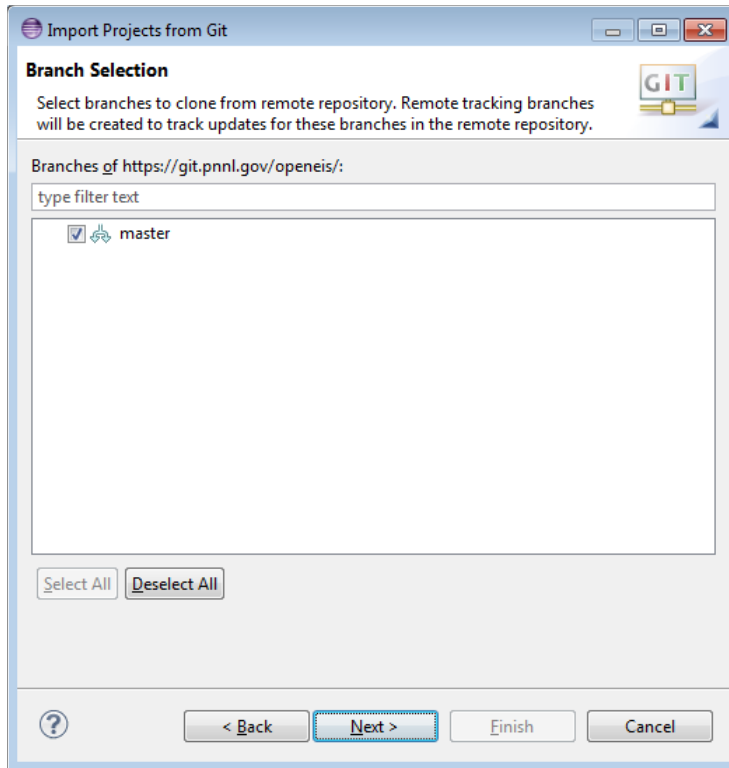 Import Projects from Git
Branch Selection
GIT
Select branches to clone from remote repository. Remote tracking branches
will be created to track updates for these branches in the remote repository.
Branches of https://git.pnnl.gov/openeis/:
type filter text
master
Select All
Deselect All
?
< Back
Next >
Finish
Cancel